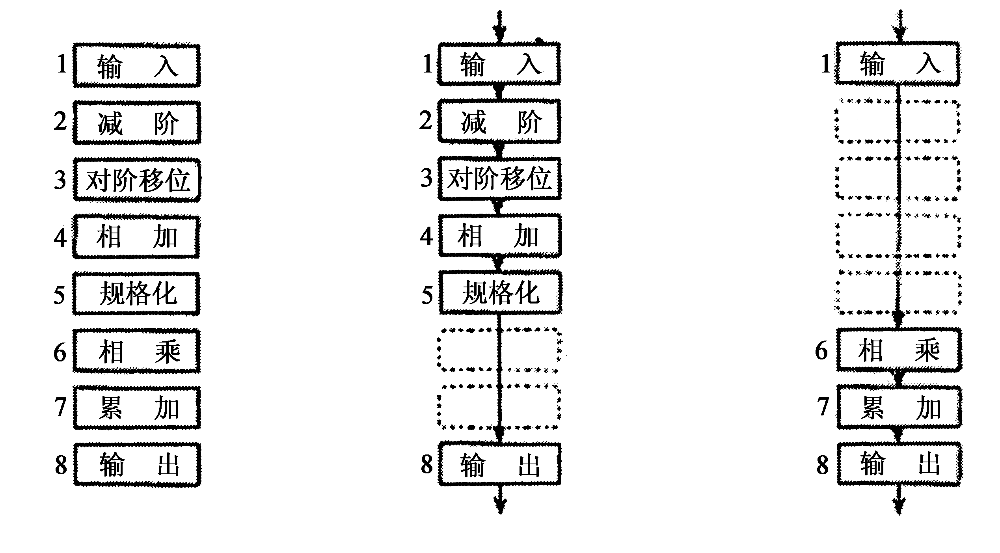 1 输 入
2 减 阶
3 对阶移位
4 相 加
5 规格化
6 相 乘
7 累 加
8 输 出
1 输 入
2 减 阶
3 对阶移位
4 相 加
5 规格化
8 输 出
1 输 入
6 相 乘
7 累 加
8 输 出